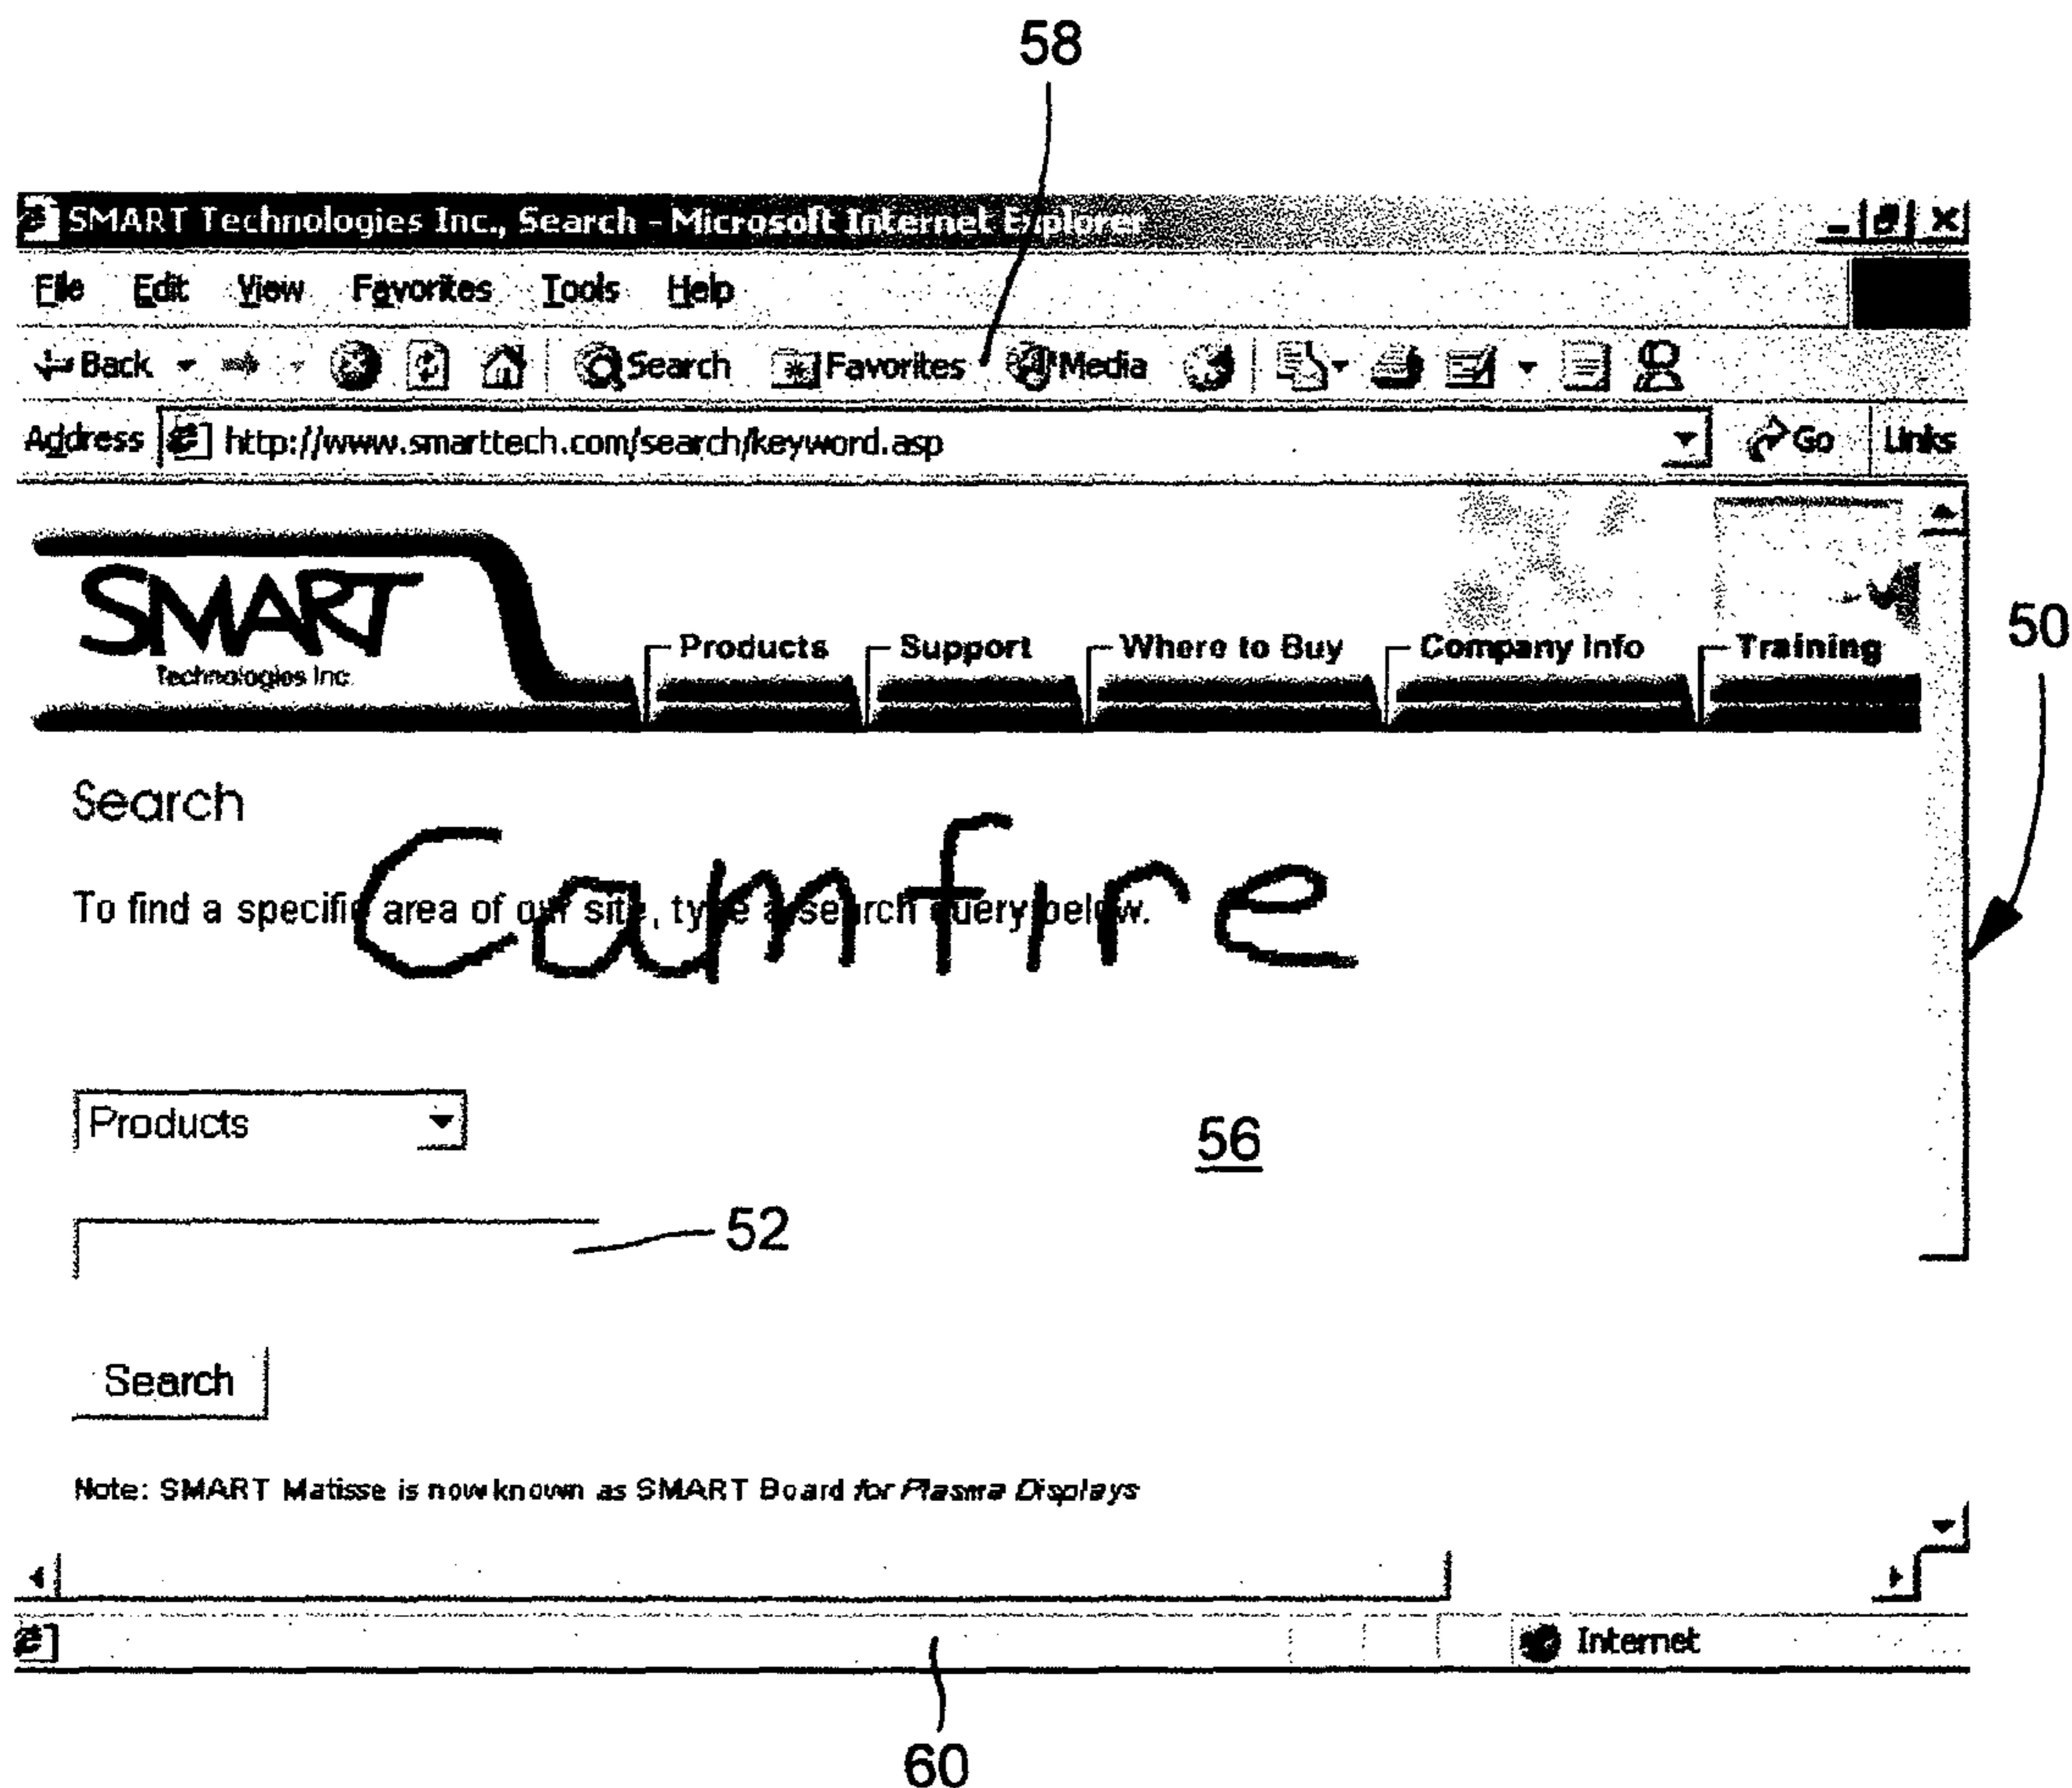 58
SMART Technologies Inc., Search - Microsoft Internet Explorer
File Edit View Favorites Tools Help
Back Search Favorites Media
Address http://www.smarttech.com/search/keyword.asp Go Links
SMART
Technologies Inc.
Products Support Where to Buy Company Info Training
50
Search
Camfire
To find a specific area of our site, type a search query below.
Products
56
52
Search
Note: SMART Matisse is now known as SMART Board for Plasma Displays
Internet
60